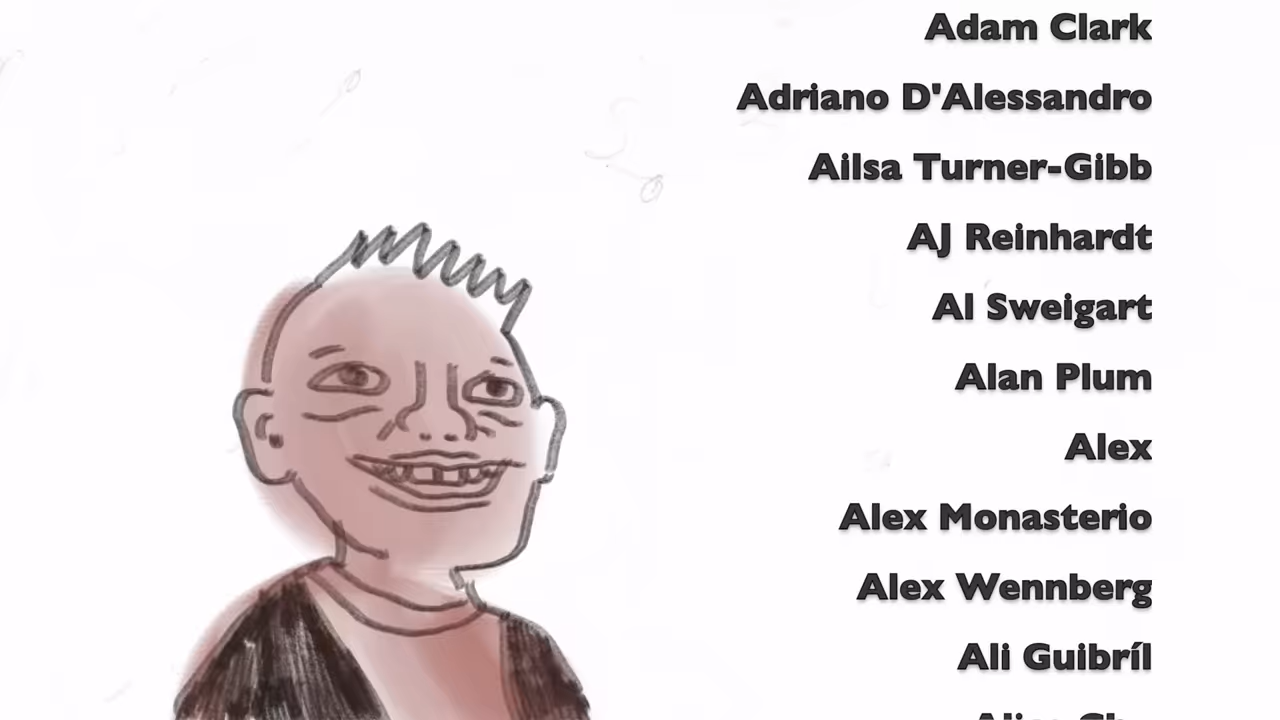 Adam Clark
Adriano D'Alessandro
Ailsa Turner-Gibb
AJ Reinhardt
Al Sweigart
Alan Plum
Alex
Alex Monasterio
Alex Wennberg
Ali Guibríl